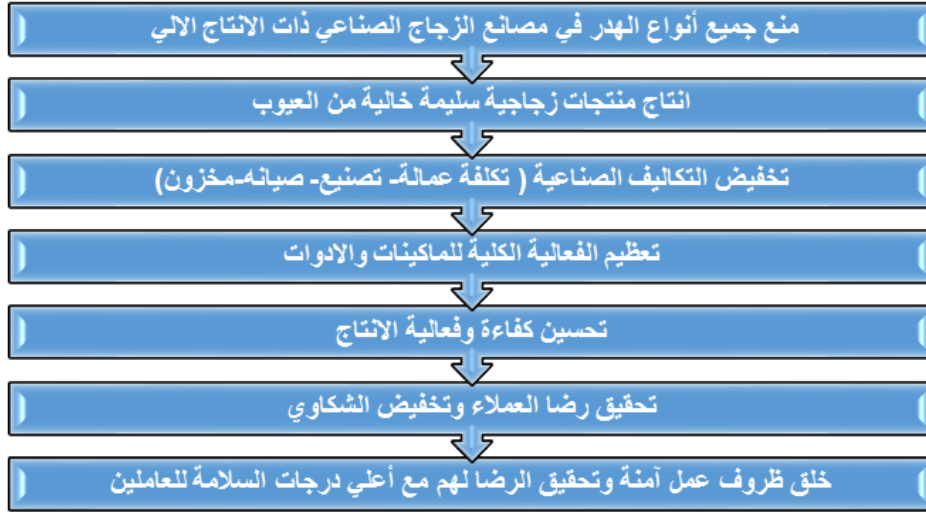 منع جميع أنواع الهدر في مصانع الزجاج الصناعي ذات الانتاج الالي
انتاج منتجات زجاجية سليمة خالية من العيوب
تخفيض التكاليف الصناعية ( تكلفة عمالة- تصنيع- صيانه-مخزون)
تعظيم الفعالية الكلية للماكينات والادوات
تحسين كفاءة وفعالية الانتاج
تحقيق رضا العملاء وتخفيض الشكاوي
خلق ظروف عمل آمنة وتحقيق الرضا لهم مع أعلي درجات السلامة للعاملين